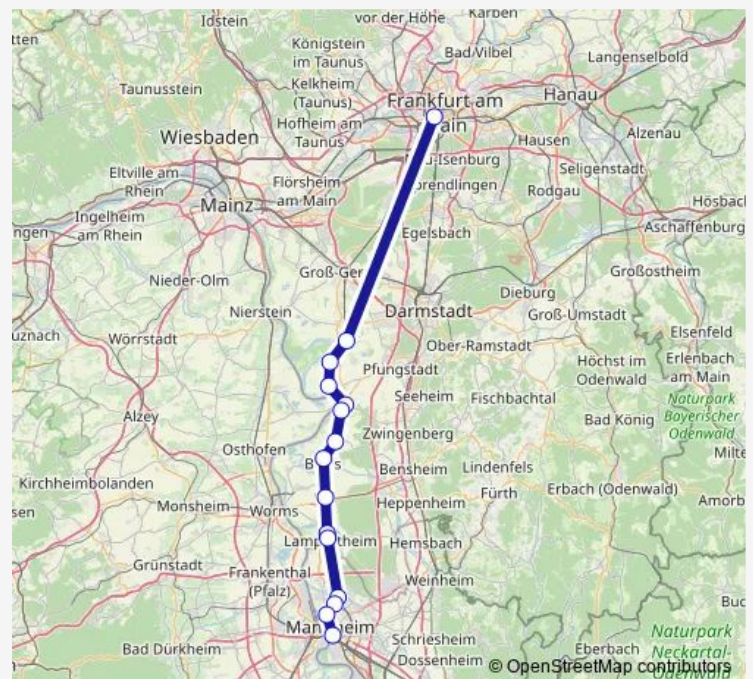 Idstein
vor der Höhe
Karben
Königstein
im Taunus
Bad Vilbel
Langenselbold
Taunusstein
Kelkheim
(Taunus)
Frankfurt am
Hanau
Hofheim am
Taunus
Wiesbaden
Hausen
Alzenau
Eltville am
Rhein
Flörsheim
am Main
Seligenstadt
Mainz
Rodgau
Ingelheim
am Rhein
Egelsbach
Aschaffenburg
Nieder-Olm
Groß-Ger
Dieburg
Großostheim
Nierstein
Darmstadt
Groß-Umstadt
Wörrstadt
Ober-Ramstadt
Elsenfeld
Pfungstadt
Höchst im
Odenwald
Erlenbach
am Main
Alzey
Seeheim
Fischbachtal
Naturpark
Bayerischer
Odenwald
Bad König
Osthofen
Zwingenberg
Kirchheimbolanden
Bensheim
Lindenfels
Monsheim
Worms
Heppenheim
Fürth
Erbach (Odenwald)
Hemsbach
Grünstadt
Frankenthal
(Pfalz)
Weinheim
Bad Dürkheim
Schriesheim
Eberbach
Naturpark
Neckartal-
Odenwald
Dossenheim
© OpenStreetMap contributors